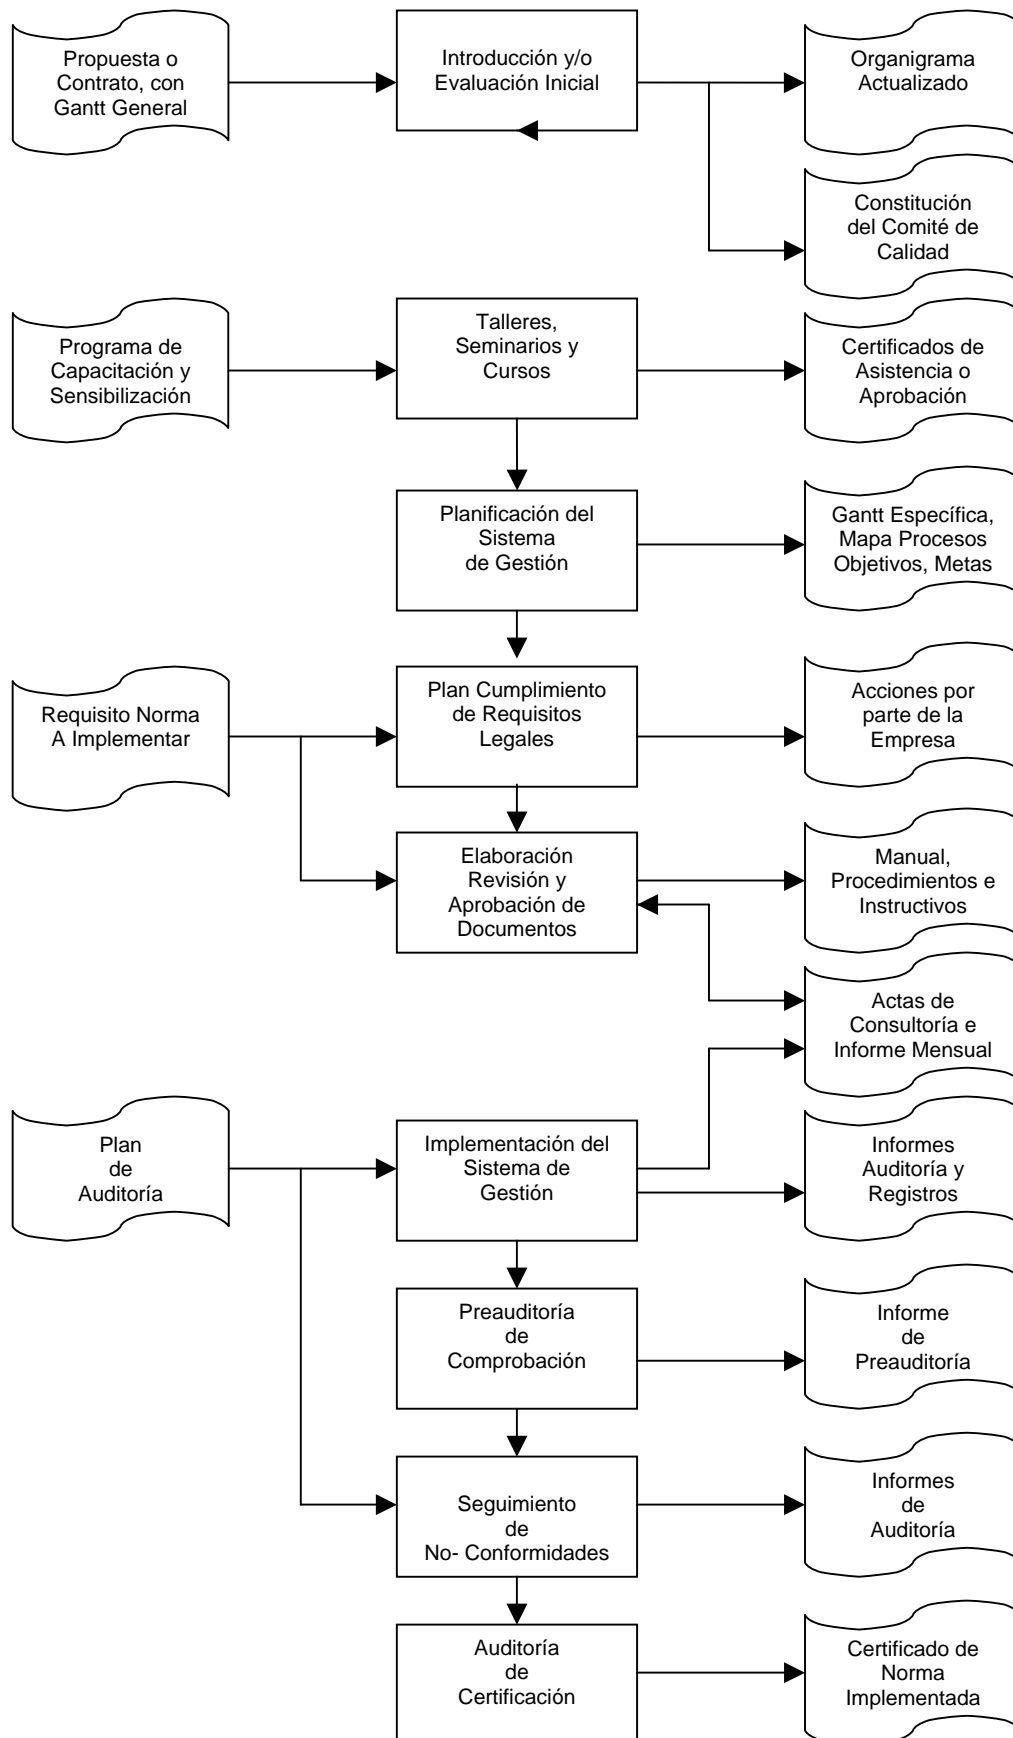 Propuesta o
Contrato, con
Gantt General
Introducción y/o
Evaluación Inicial
Organigrama
Actualizado
Constitución
del Comité de
Calidad
Programa de
Capacitación y
Sensibilización
Talleres,
Seminarios y
Cursos
Certificados de
Asistencia o
Aprobación
Planificación del
Sistema
de Gestión
Gantt Específica,
Mapa Procesos
Objetivos, Metas
Requisito Norma
A Implementar
Plan Cumplimiento
de Requisitos
Legales
Acciones por
parte de la
Empresa
Elaboración
Revisión y
Aprobación de
Documentos
Manual,
Procedimientos e
Instructivos
Actas de
Consultoría e
Informe Mensual
Plan
de
Auditoría
Implementación del
Sistema de
Gestión
Informes
Auditoría y
Registros
Preauditoría
de
Comprobación
Informe
de
Preauditoría
Seguimiento
de
No- Conformidades
Informes
de
Auditoría
Auditoría
de
Certificación
Certificado de
Norma
Implementada